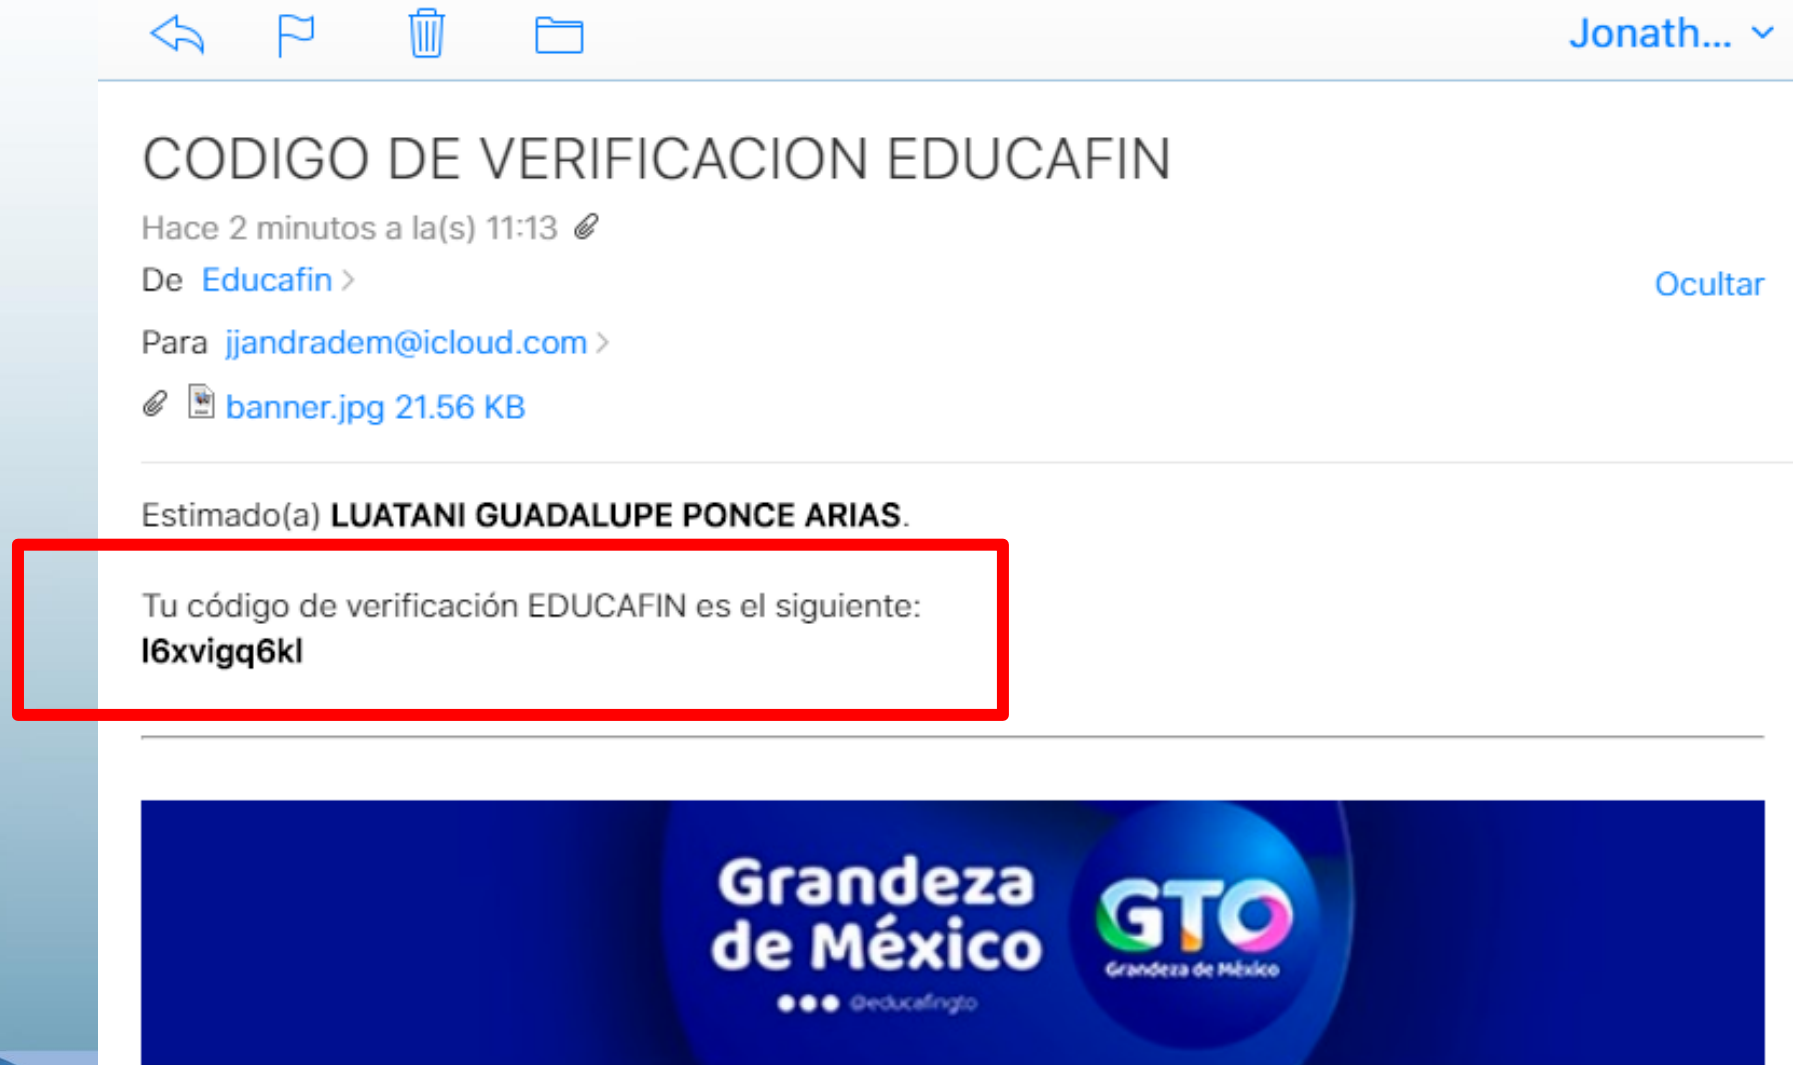 Jonath...
CODIGO DE VERIFICACION EDUCAFIN
Hace 2 minutos a la(s) 11:13
De Educafin
Ocultar
Para jjandradem@icloud.com
banner.jpg 21.56 KB
Estimado(a) LUATANI GUADALUPE PONCE ARIAS.
Tu código de verificación EDUCAFIN es el siguiente:
l6xvigq6kl
Grandeza
de México
@educafingto
GTO
Grandeza de México